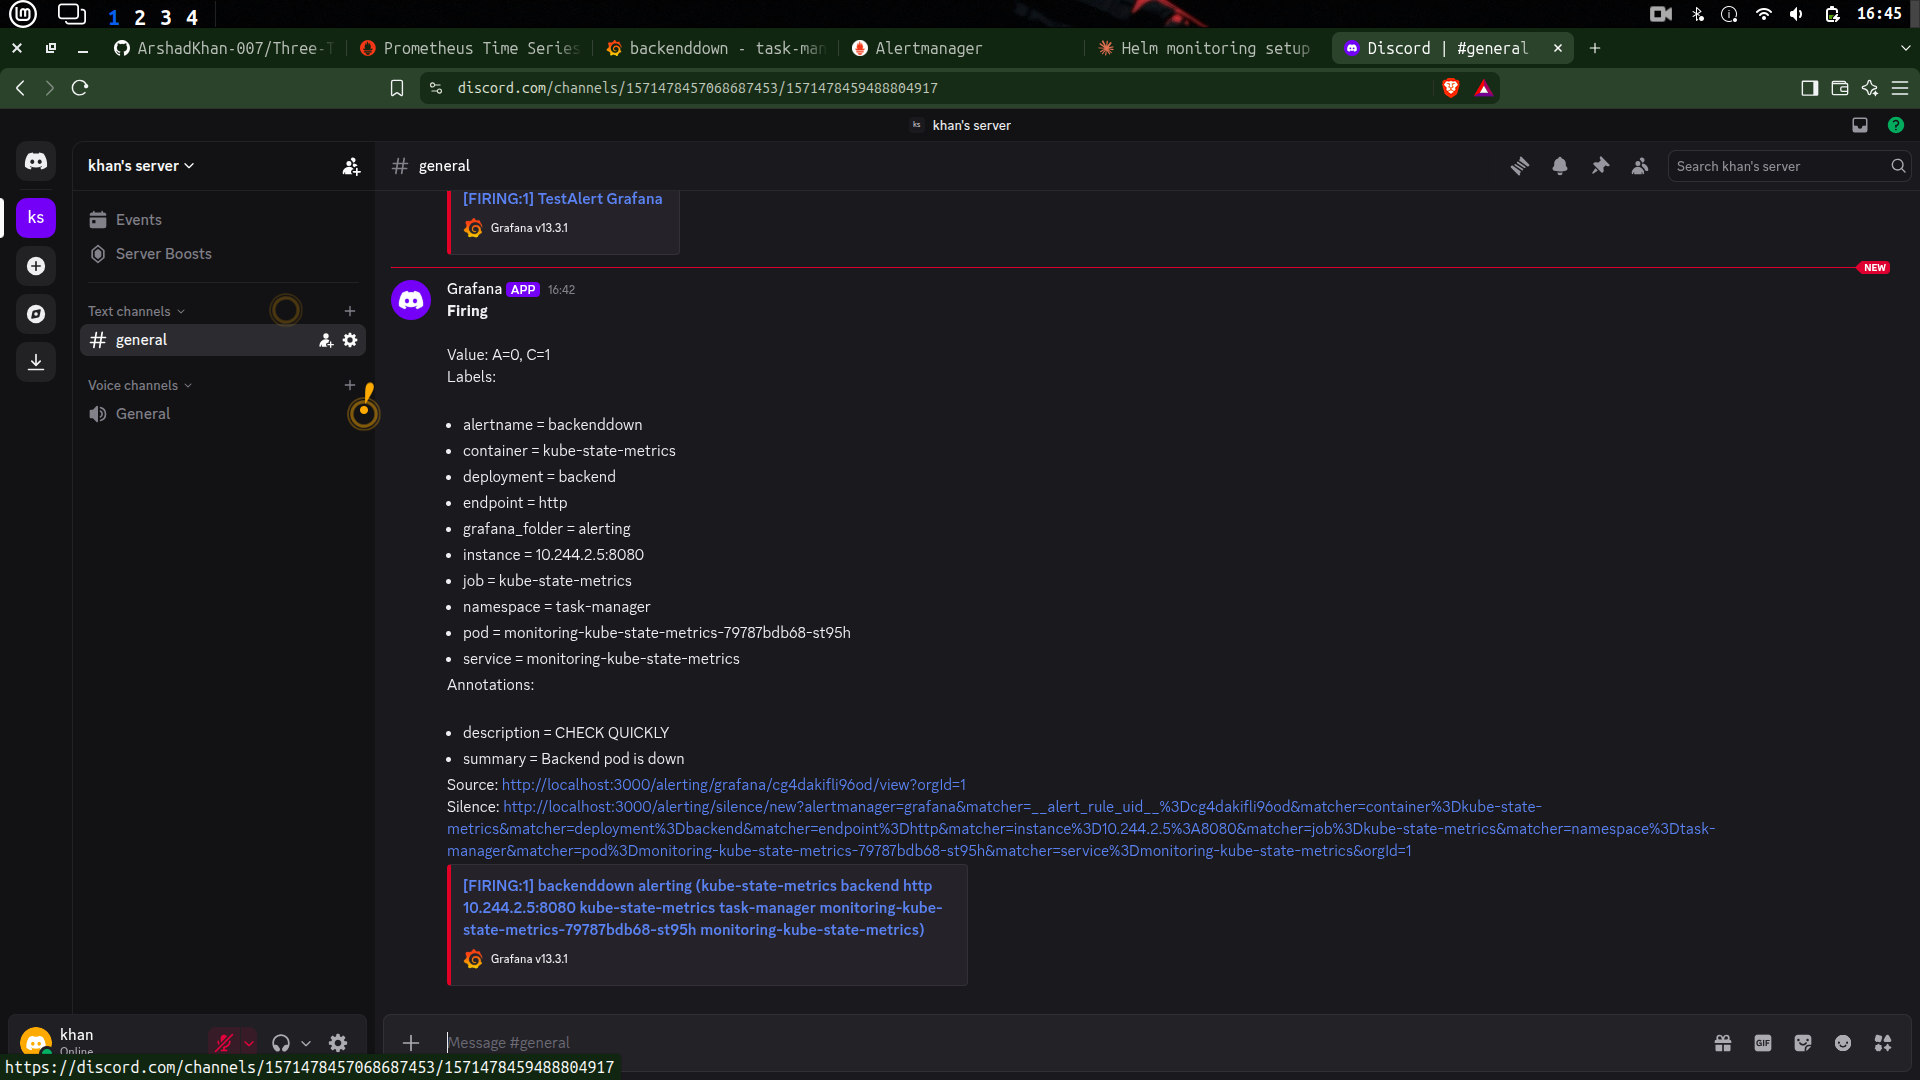 1 2 3 4
16:45
ArshadKhan-007/Three-T
Prometheus Time Series
backenddown - task-man
Alertmanager
Helm monitoring setup
Discord | #general
discord.com/channels/1571478457068687453/1571478459488804917
ks khan's server
khan's server
general
Search khan's server
ks
Events
Server Boosts
Text channels
general
Voice channels
General
[FIRING:1] TestAlert Grafana
Grafana v13.3.1
NEW
Grafana APP 16:42
Firing
Value: A=0, C=1
Labels:
• alertname = backenddown
• container = kube-state-metrics
• deployment = backend
• endpoint = http
• grafana_folder = alerting
• instance = 10.244.2.5:8080
• job = kube-state-metrics
• namespace = task-manager
• pod = monitoring-kube-state-metrics-79787bdb68-st95h
• service = monitoring-kube-state-metrics
Annotations:
• description = CHECK QUICKLY
• summary = Backend pod is down
Source: http://localhost:3000/alerting/grafana/cg4dakifli96od/view?orgId=1
Silence: http://localhost:3000/alerting/silence/new?alertmanager=grafana&matcher=__alert_rule_uid__%3Dcg4dakifli96od&matcher=container%3Dkube-state-
metrics&matcher=deployment%3Dbackend&matcher=endpoint%3Dhttp&matcher=instance%3D10.244.2.5%3A8080&matcher=job%3Dkube-state-metrics&matcher=namespace%3Dtask-
manager&matcher=pod%3Dmonitoring-kube-state-metrics-79787bdb68-st95h&matcher=service%3Dmonitoring-kube-state-metrics&orgId=1
[FIRING:1] backenddown alerting (kube-state-metrics backend http
10.244.2.5:8080 kube-state-metrics task-manager monitoring-kube-
state-metrics-79787bdb68-st95h monitoring-kube-state-metrics)
Grafana v13.3.1
khan
Online
Message #general
GIF
https://discord.com/channels/1571478457068687453/1571478459488804917